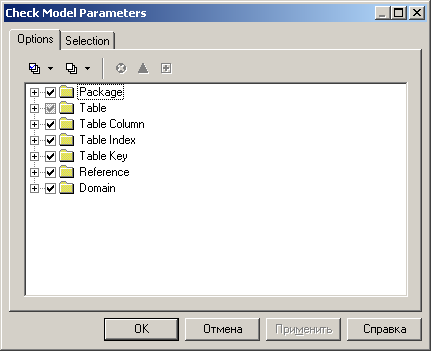 Check Model Parameters
Options Selection
Package
Table
Table Column
Table Index
Table Key
Reference
Domain
OK Отмена Применить Справка